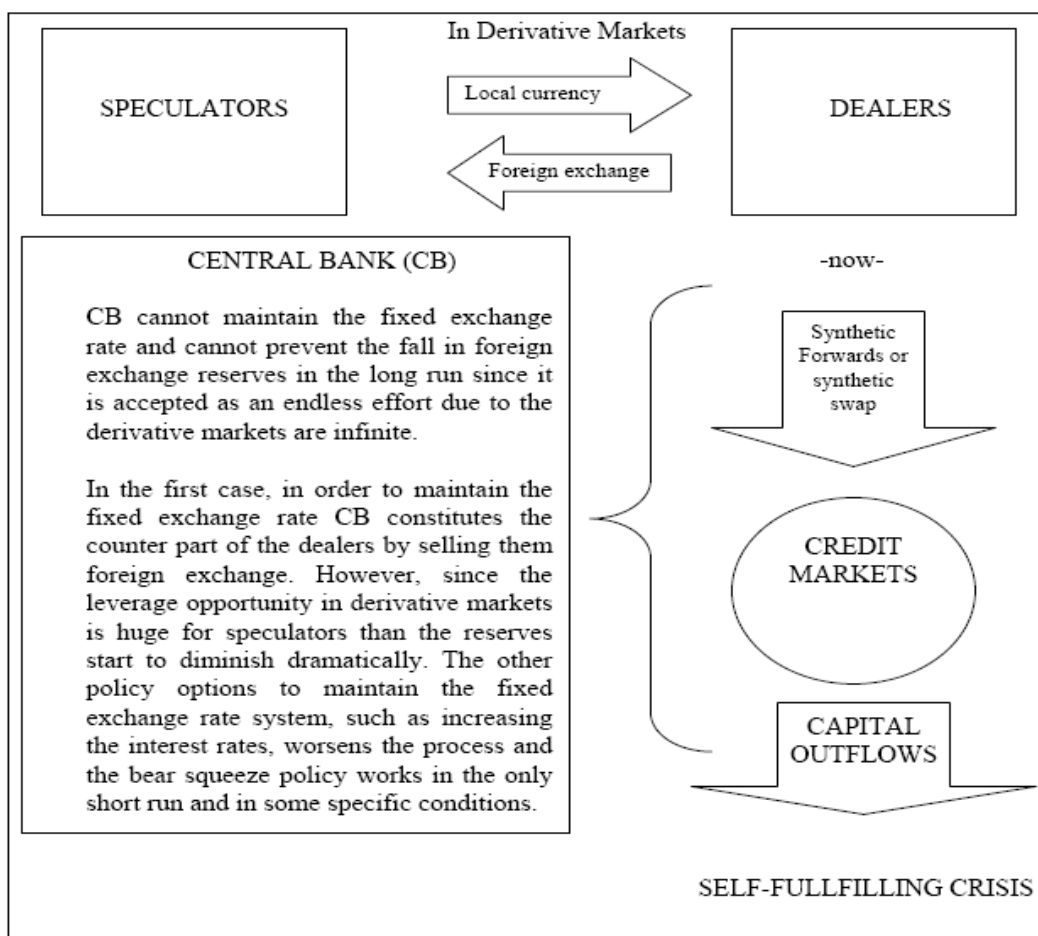 In Derivative Markets
SPECULATORS
Local currency
Foreign exchange
DEALERS
CENTRAL BANK (CB)
CB cannot maintain the fixed exchange
rate and cannot prevent the fall in foreign
exchange reserves in the long run since it
is accepted as an endless effort due to the
derivative markets are infinite.
In the first case, in order to maintain the
fixed exchange rate CB constitutes the
counter part of the dealers by selling them
foreign exchange. However, since the
leverage opportunity in derivative markets
is huge for speculators than the reserves
start to diminish dramatically. The other
policy options to maintain the fixed
exchange rate system, such as increasing
the interest rates, worsens the process and
the bear squeeze policy works in the only
short run and in some specific conditions.
-now-
Synthetic
Forwards or
synthetic
swap
CREDIT
MARKETS
CAPITAL
OUTFLOWS
SELF-FULLFILLING CRISIS